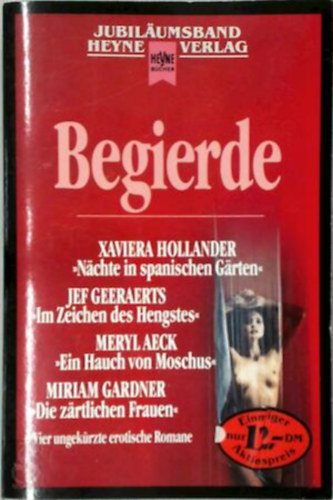 JUBILÄUMSBAND
HEYNE VERLAG
HEYNE
BÜCHER
Begierde
XAVIERA HOLLANDER
»Nächte in spanischen Gärten«
JEF GEERAERTS
»Im Zeichen des Hengstes«
MERYL AECK
»Ein Hauch von Moschus«
MIRIAM GARDNER
»Die zärtlichen Frauen«
Vier ungekürzte erotische Romane
Einmaliger
nur 12,-DM
Aktionspreis